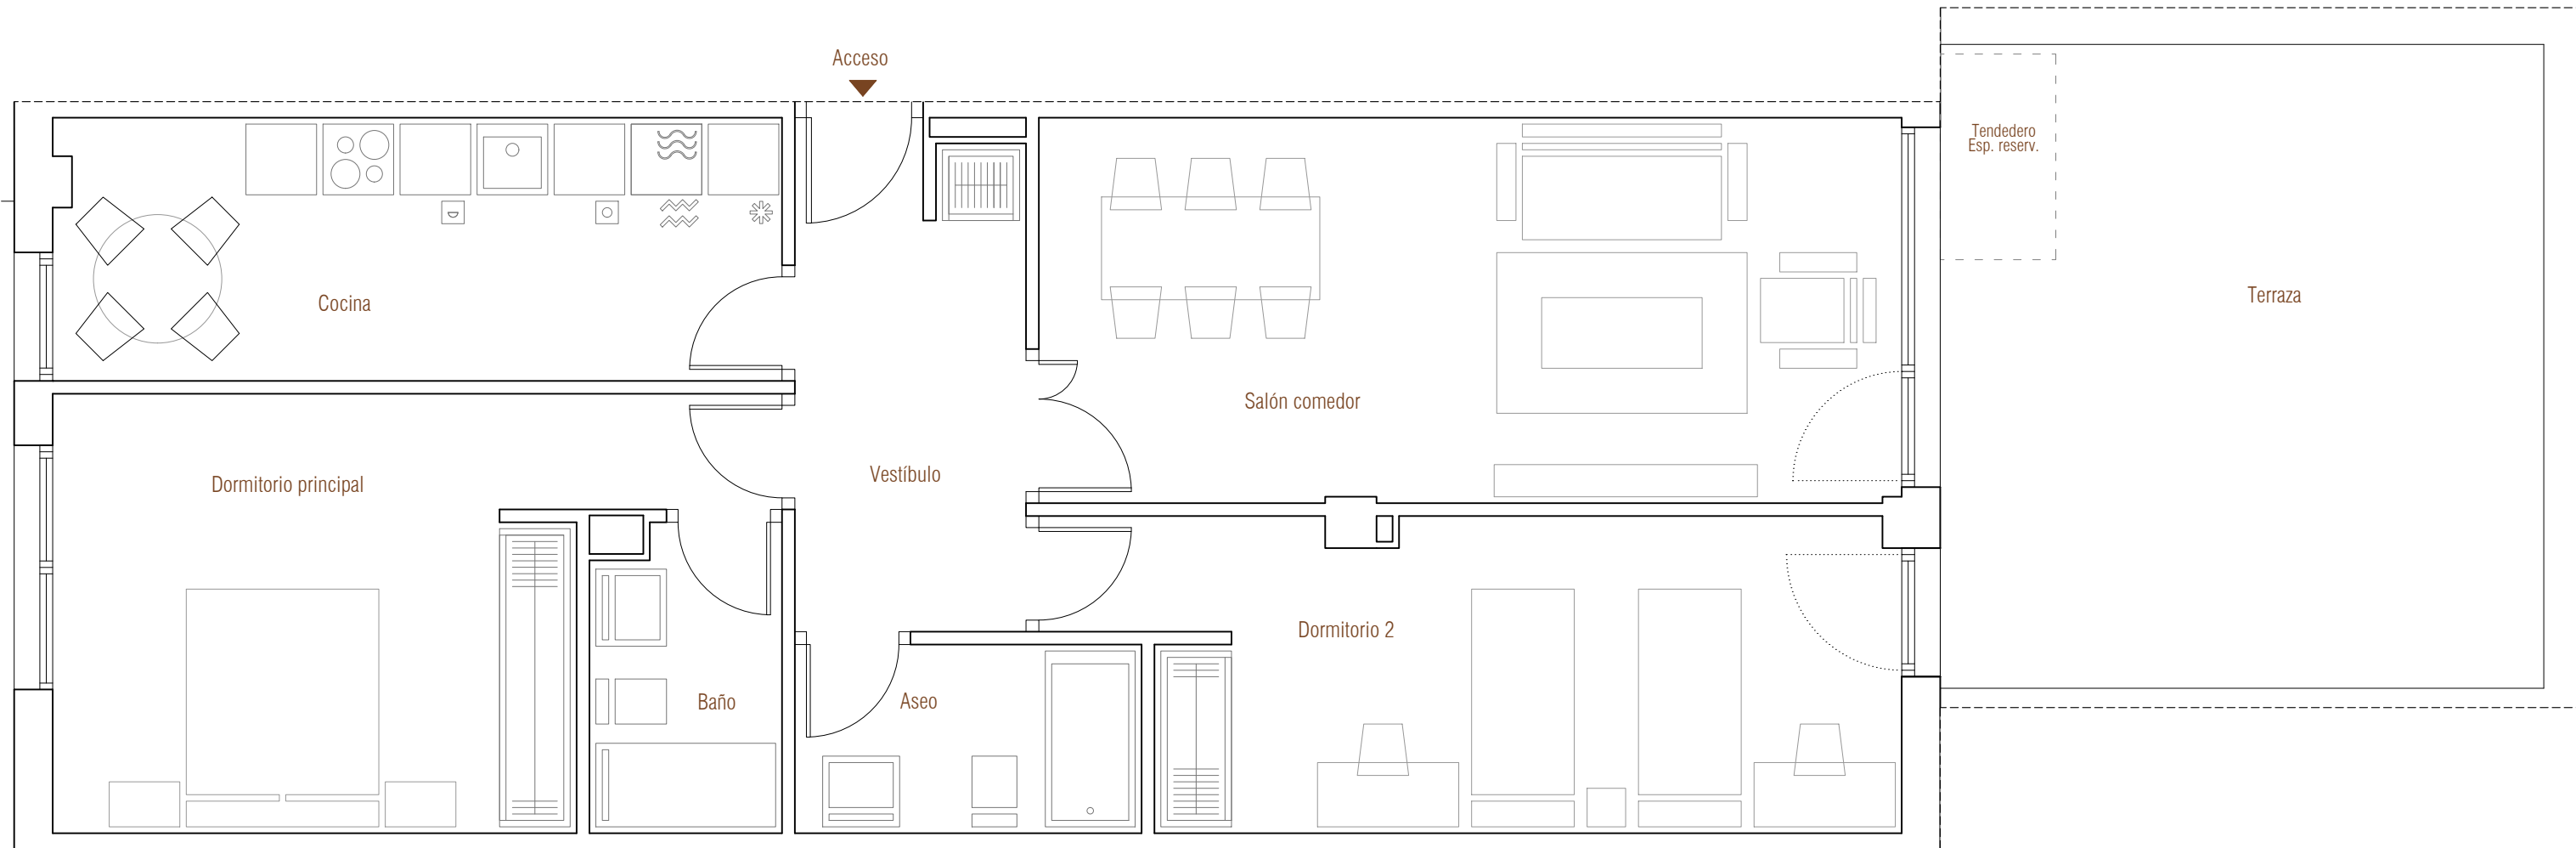 Acceso
Tendedero
Esp. reserv.
Cocina
Terraza
Salón comedor
Vestíbulo
Dormitorio principal
Dormitorio 2
Baño
Aseo